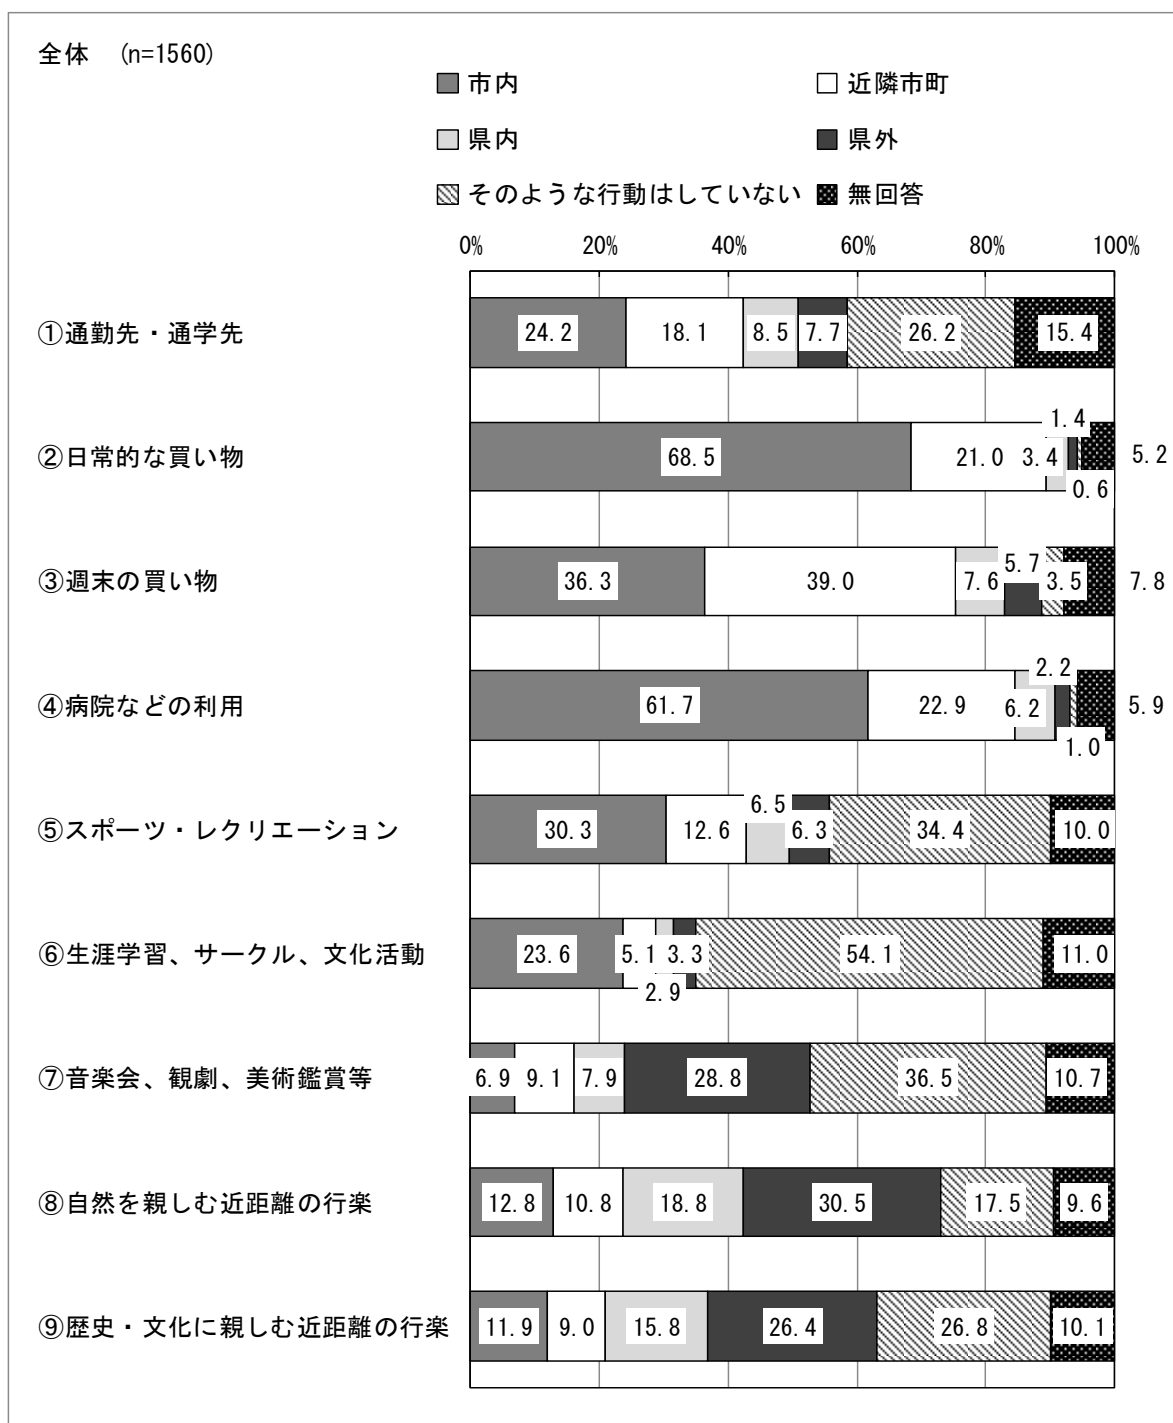 全体 (n=1560)
市内 近隣市町
県内 県外
そのような行動はしていない 無回答
0% 20% 40% 60% 80% 100%
①通勤先・通学先 24.2 18.1 8.5 7.7 26.2 15.4
1.4
②日常的な買い物 68.5 21.0 3.4 5.2
0.6
5.7
③週末の買い物 36.3 39.0 7.6 3.5 7.8
2.2
④病院などの利用 61.7 22.9 6.2 5.9
1.0
6.5
⑤スポーツ・レクリエーション 30.3 12.6 6.3 34.4 10.0
⑥生涯学習、サークル、文化活動 23.6 5.1 3.3 54.1 11.0
2.9
⑦音楽会、観劇、美術鑑賞等 6.9 9.1 7.9 28.8 36.5 10.7
⑧自然を親しむ近距離の行楽 12.8 10.8 18.8 30.5 17.5 9.6
⑨歴史・文化に親しむ近距離の行楽 11.9 9.0 15.8 26.4 26.8 10.1